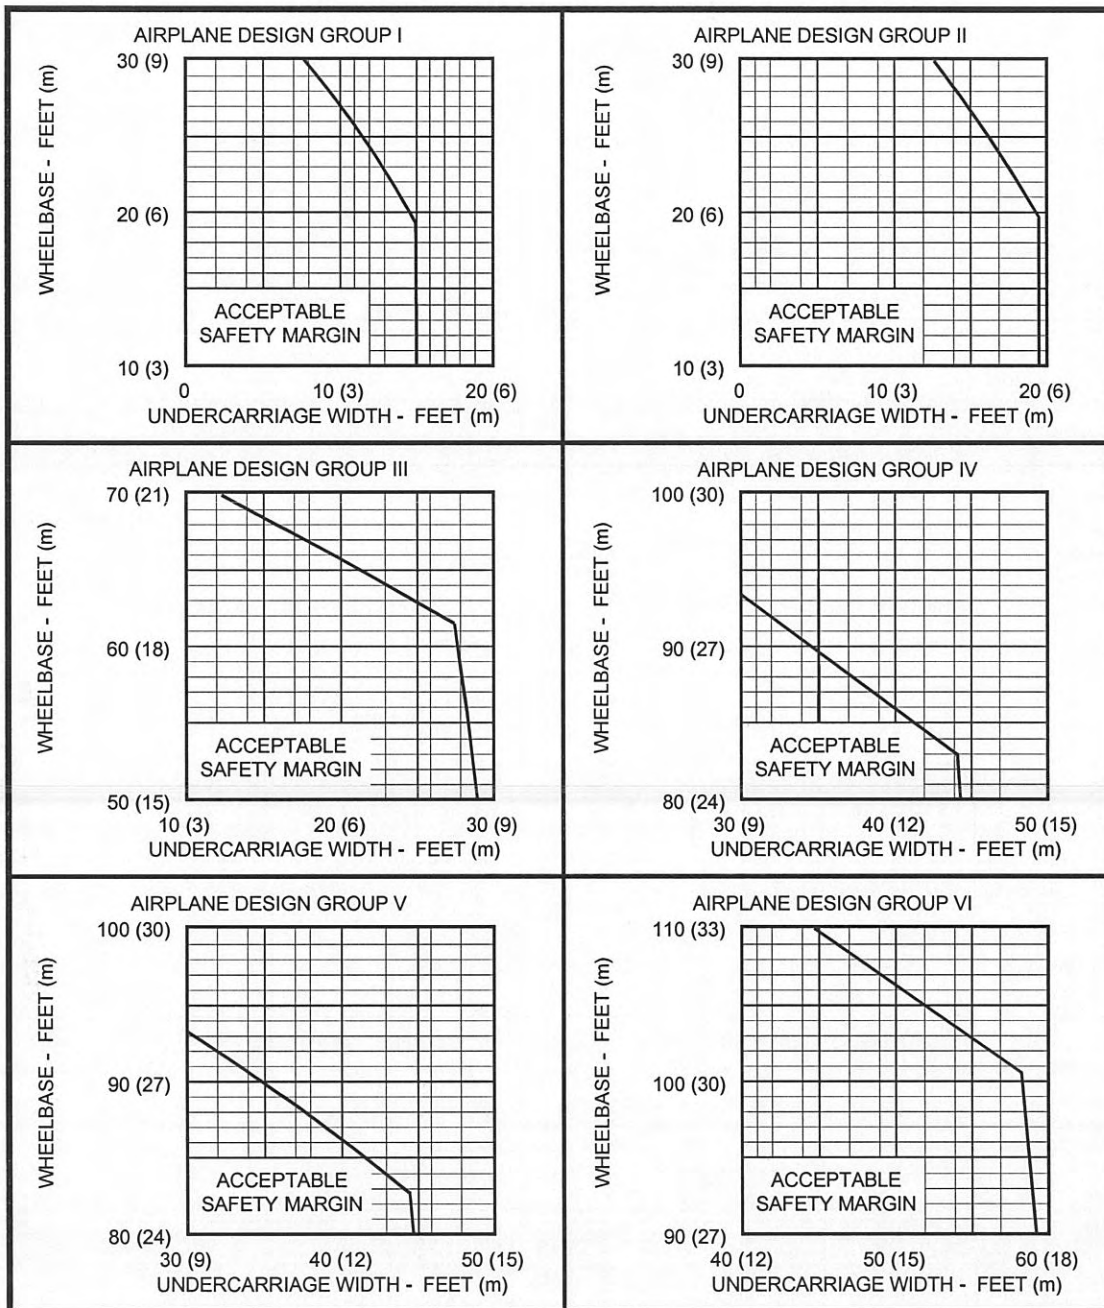 AIRPLANE DESIGN GROUP I
WHEELBASE - FEET (m)
30 (9)
20 (6)
10 (3)
ACCEPTABLE
SAFETY MARGIN
0
10 (3)
20 (6)
UNDERCARRIAGE WIDTH - FEET (m)
AIRPLANE DESIGN GROUP II
WHEELBASE - FEET (m)
30 (9)
20 (6)
10 (3)
ACCEPTABLE
SAFETY MARGIN
0
10 (3)
20 (6)
UNDERCARRIAGE WIDTH - FEET (m)
AIRPLANE DESIGN GROUP III
WHEELBASE - FEET (m)
70 (21)
60 (18)
50 (15)
ACCEPTABLE
SAFETY MARGIN
10 (3)
20 (6)
30 (9)
UNDERCARRIAGE WIDTH - FEET (m)
AIRPLANE DESIGN GROUP IV
WHEELBASE - FEET (m)
100 (30)
90 (27)
80 (24)
ACCEPTABLE
SAFETY MARGIN
30 (9)
40 (12)
50 (15)
UNDERCARRIAGE WIDTH - FEET (m)
AIRPLANE DESIGN GROUP V
WHEELBASE - FEET (m)
100 (30)
90 (27)
80 (24)
ACCEPTABLE
SAFETY MARGIN
30 (9)
40 (12)
50 (15)
UNDERCARRIAGE WIDTH - FEET (m)
AIRPLANE DESIGN GROUP VI
WHEELBASE - FEET (m)
110 (33)
100 (30)
90 (27)
ACCEPTABLE
SAFETY MARGIN
40 (12)
50 (15)
60 (18)
UNDERCARRIAGE WIDTH - FEET (m)